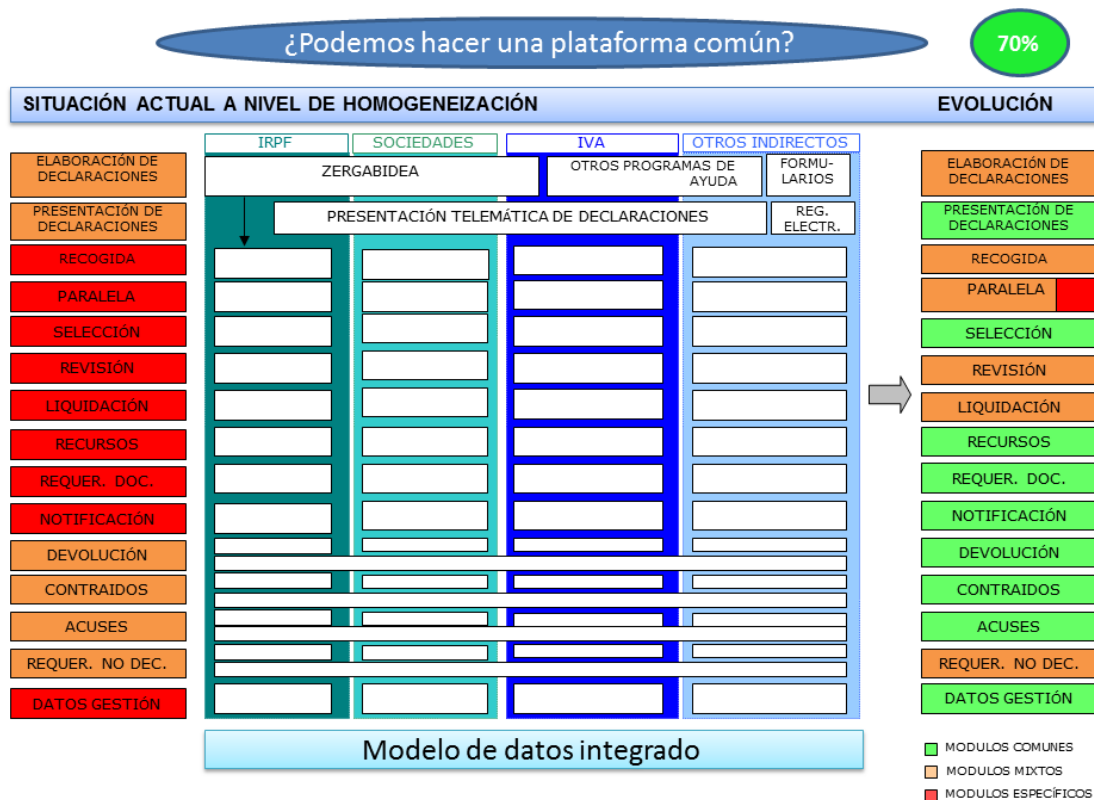 ¿Podemos hacer una plataforma común?
70%
SITUACIÓN ACTUAL A NIVEL DE HOMOGENEIZACIÓN
EVOLUCIÓN
IRPF
SOCIEDADES
IVA
OTROS INDIRECTOS
ELABORACIÓN DE
DECLARACIONES
ZERGABIDEA
OTROS PROGRAMAS DE
AYUDA
FORMU-
LARIOS
ELABORACIÓN DE
DECLARACIONES
PRESENTACIÓN DE
DECLARACIONES
PRESENTACIÓN TELEMÁTICA DE DECLARACIONES
REG.
ELECTR.
PRESENTACIÓN DE
DECLARACIONES
RECOGIDA
RECOGIDA
PARALELA
PARALELA
SELECCIÓN
SELECCIÓN
REVISIÓN
REVISIÓN
LIQUIDACIÓN
LIQUIDACIÓN
RECURSOS
RECURSOS
REQUER. DOC.
REQUER. DOC.
NOTIFICACIÓN
NOTIFICACIÓN
DEVOLUCIÓN
DEVOLUCIÓN
CONTRAIDOS
CONTRAIDOS
ACUSES
ACUSES
REQUER. NO DEC.
REQUER. NO DEC.
DATOS GESTIÓN
DATOS GESTIÓN
Modelo de datos integrado
MODULOS COMUNES
MODULOS MIXTOS
MODULOS ESPECÍFICOS